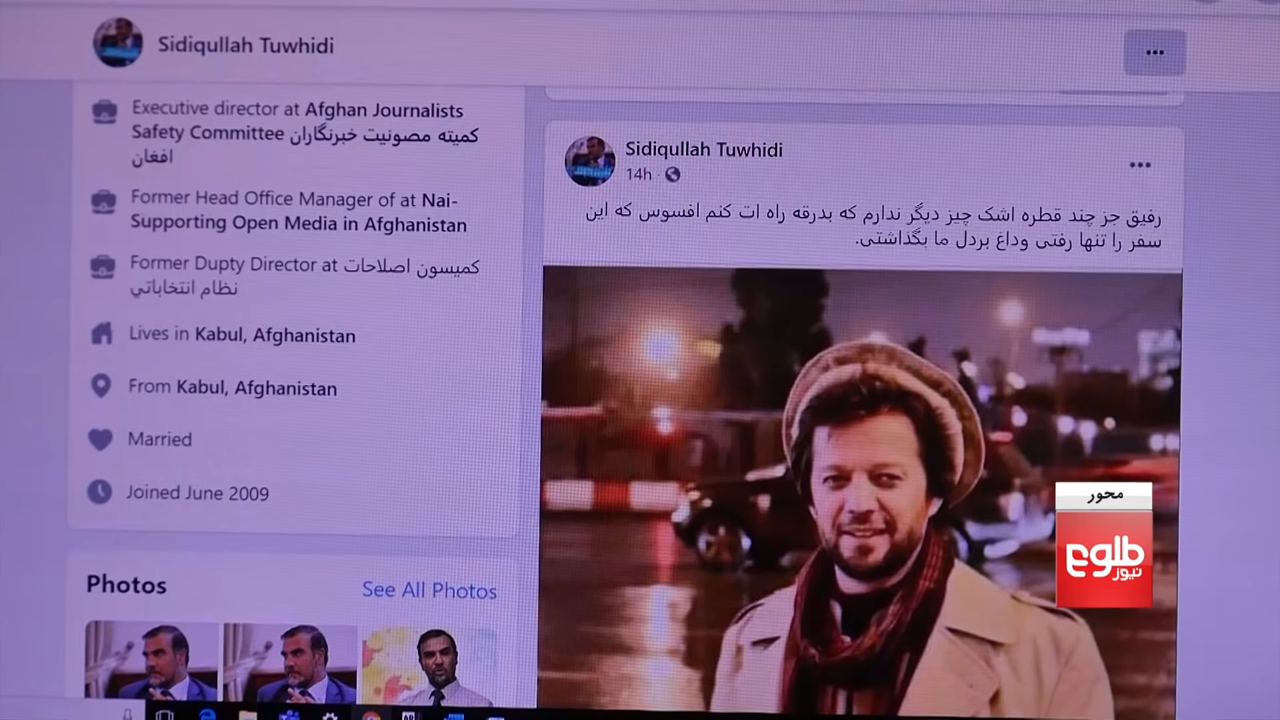 Sidiqullah Tuwhidi
Executive director at Afghan Journalists
Safety Committee کمیته مصونیت خبرنگاران
افغان
Former Head Office Manager of at Nai-
Supporting Open Media in Afghanistan
Former Dupty Director at کمیسون اصلاحات
نظام انتخاباتي
Lives in Kabul, Afghanistan
From Kabul, Afghanistan
Married
Joined June 2009
Photos
See All Photos
Sidiqullah Tuwhidi
14h
رفیق جز چند قطره اشک چیز دیگر ندارم که بدرقه راه ات کنم افسوس که این
سفر را تنها رفتی وداغ بردل ما بگذاشتی.
محور
طلوع
نیوز